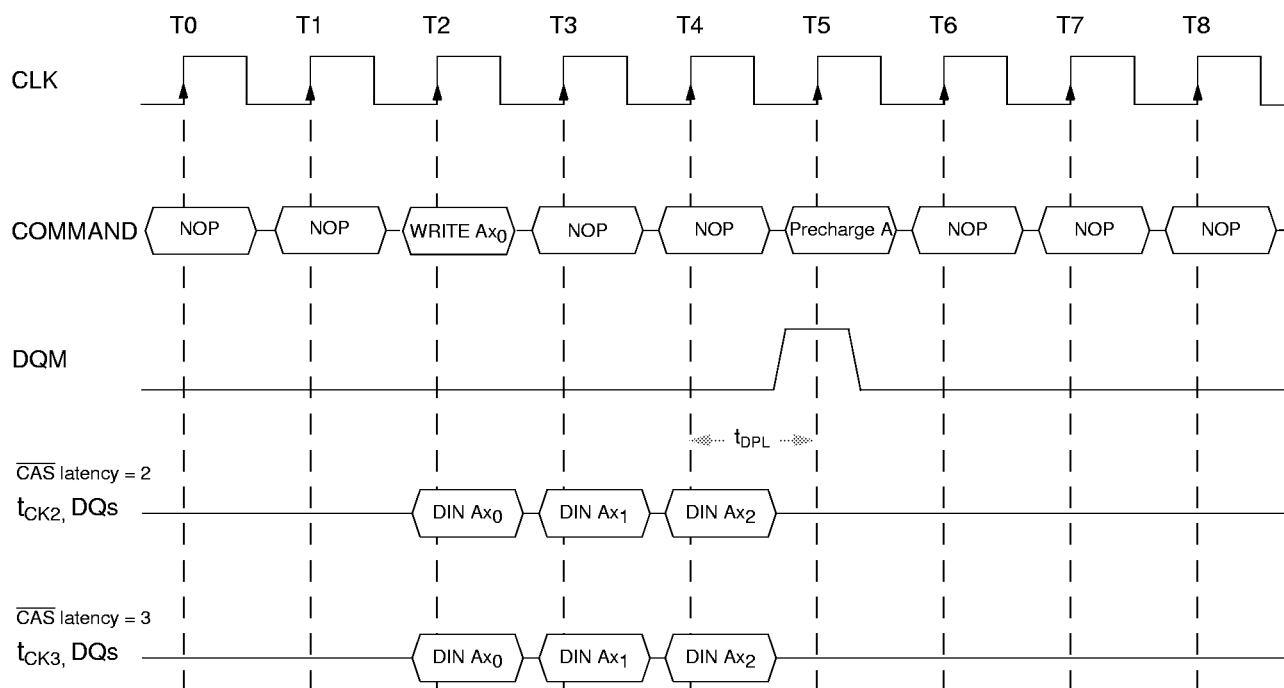 T0 T1 T2 T3 T4 T5 T6 T7 T8
CLK
COMMAND NOP NOP WRITE Ax0 NOP NOP Precharge A NOP NOP NOP
DQM
tDPL
CAS latency = 2
tCK2, DQs DIN Ax0 DIN Ax1 DIN Ax2
CAS latency = 3
tCK3, DQs DIN Ax0 DIN Ax1 DIN Ax2